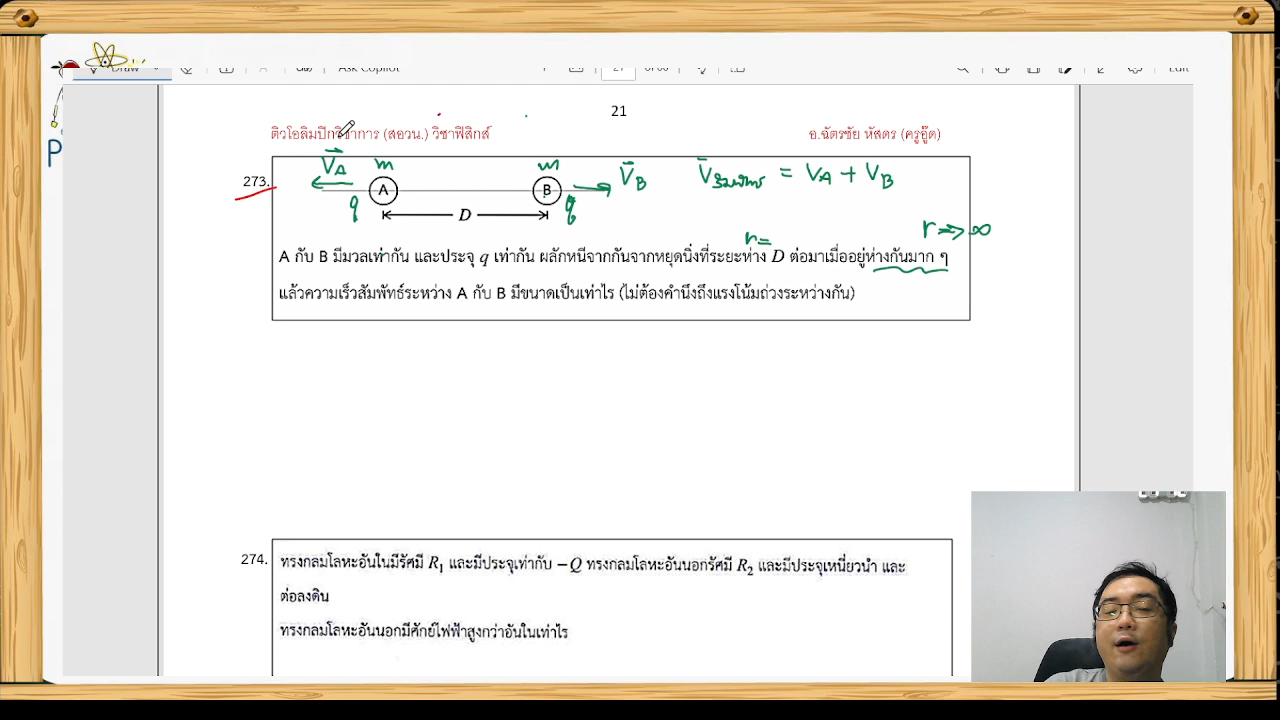 Draw
Ask Copilot
Edit
21
ติวโอลิมปิกวิชาการ (สอวน.) วิชาฟิสิกส์
อ.ฉัตรชัย หัสดร (ครูอู๊ด)
P
273.
V_A m m V_B V_สัมพัทธ์ = V_A + V_B
A B
q q
D
r → ∞
r =
A กับ B มีมวลเท่ากัน และประจุ q เท่ากัน ผลักหนีจากกันจากหยุดนิ่งที่ระยะห่าง D ต่อมาเมื่ออยู่ห่างกันมาก ๆ
แล้วความเร็วสัมพัทธ์ระหว่าง A กับ B มีขนาดเป็นเท่าไร (ไม่ต้องคำนึงถึงแรงโน้มถ่วงระหว่างกัน)
274.
ทรงกลมโลหะอันในมีรัศมี R₁ และมีประจุเท่ากับ −Q ทรงกลมโลหะอันนอกรัศมี R₂ และมีประจุเหนี่ยวนำ และ
ต่อลงดิน
ทรงกลมโลหะอันนอกมีศักย์ไฟฟ้าสูงกว่าอันในเท่าไร